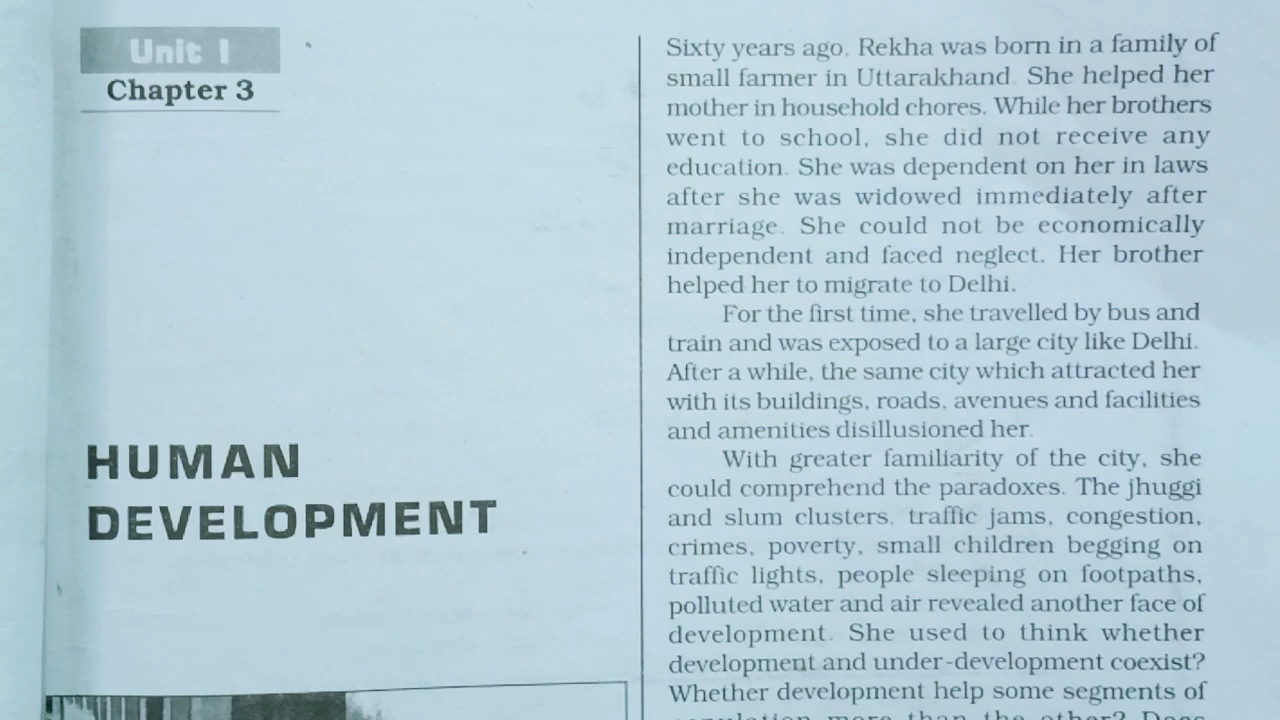 Unit I
Chapter 3
HUMAN
DEVELOPMENT
Sixty years ago, Rekha was born in a family of
small farmer in Uttarakhand. She helped her
mother in household chores. While her brothers
went to school, she did not receive any
education. She was dependent on her in laws
after she was widowed immediately after
marriage. She could not be economically
independent and faced neglect. Her brother
helped her to migrate to Delhi.
For the first time, she travelled by bus and
train and was exposed to a large city like Delhi.
After a while, the same city which attracted her
with its buildings, roads, avenues and facilities
and amenities disillusioned her.
With greater familiarity of the city, she
could comprehend the paradoxes. The jhuggi
and slum clusters, traffic jams, congestion,
crimes, poverty, small children begging on
traffic lights, people sleeping on footpaths,
polluted water and air revealed another face of
development. She used to think whether
development and under-development coexist?
Whether development help some segments of
population more than the other? Does